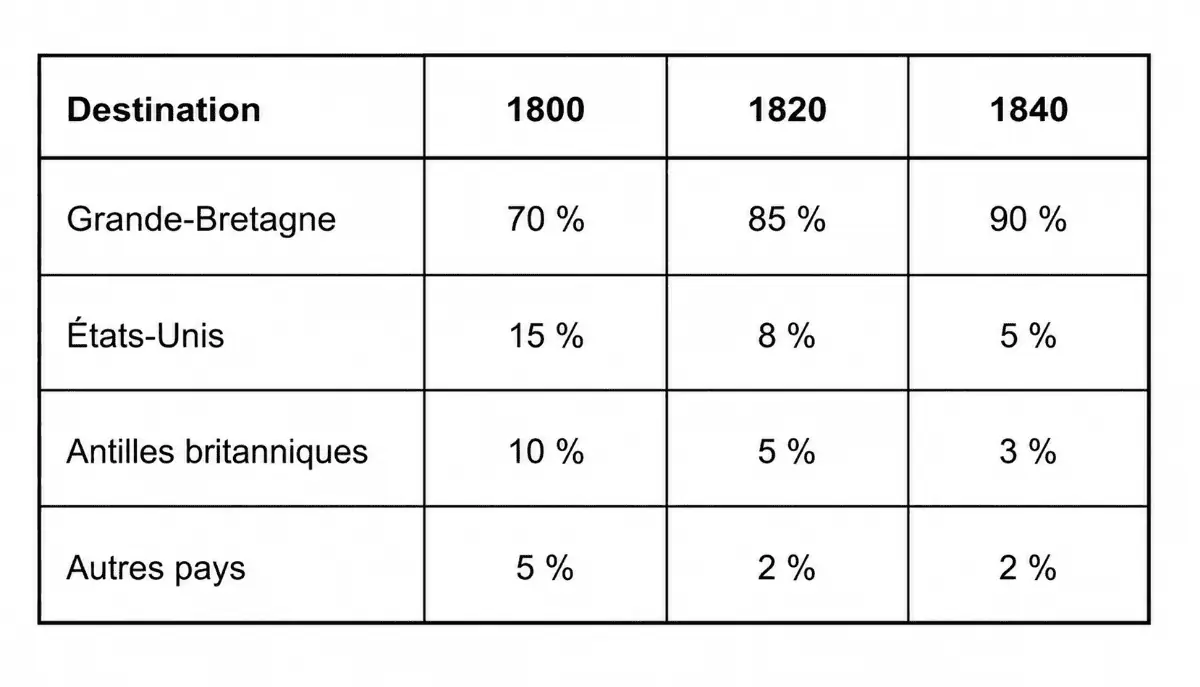 Destination 1800 1820 1840
Grande-Bretagne 70 % 85 % 90 %
États-Unis 15 % 8 % 5 %
Antilles britanniques 10 % 5 % 3 %
Autres pays 5 % 2 % 2 %